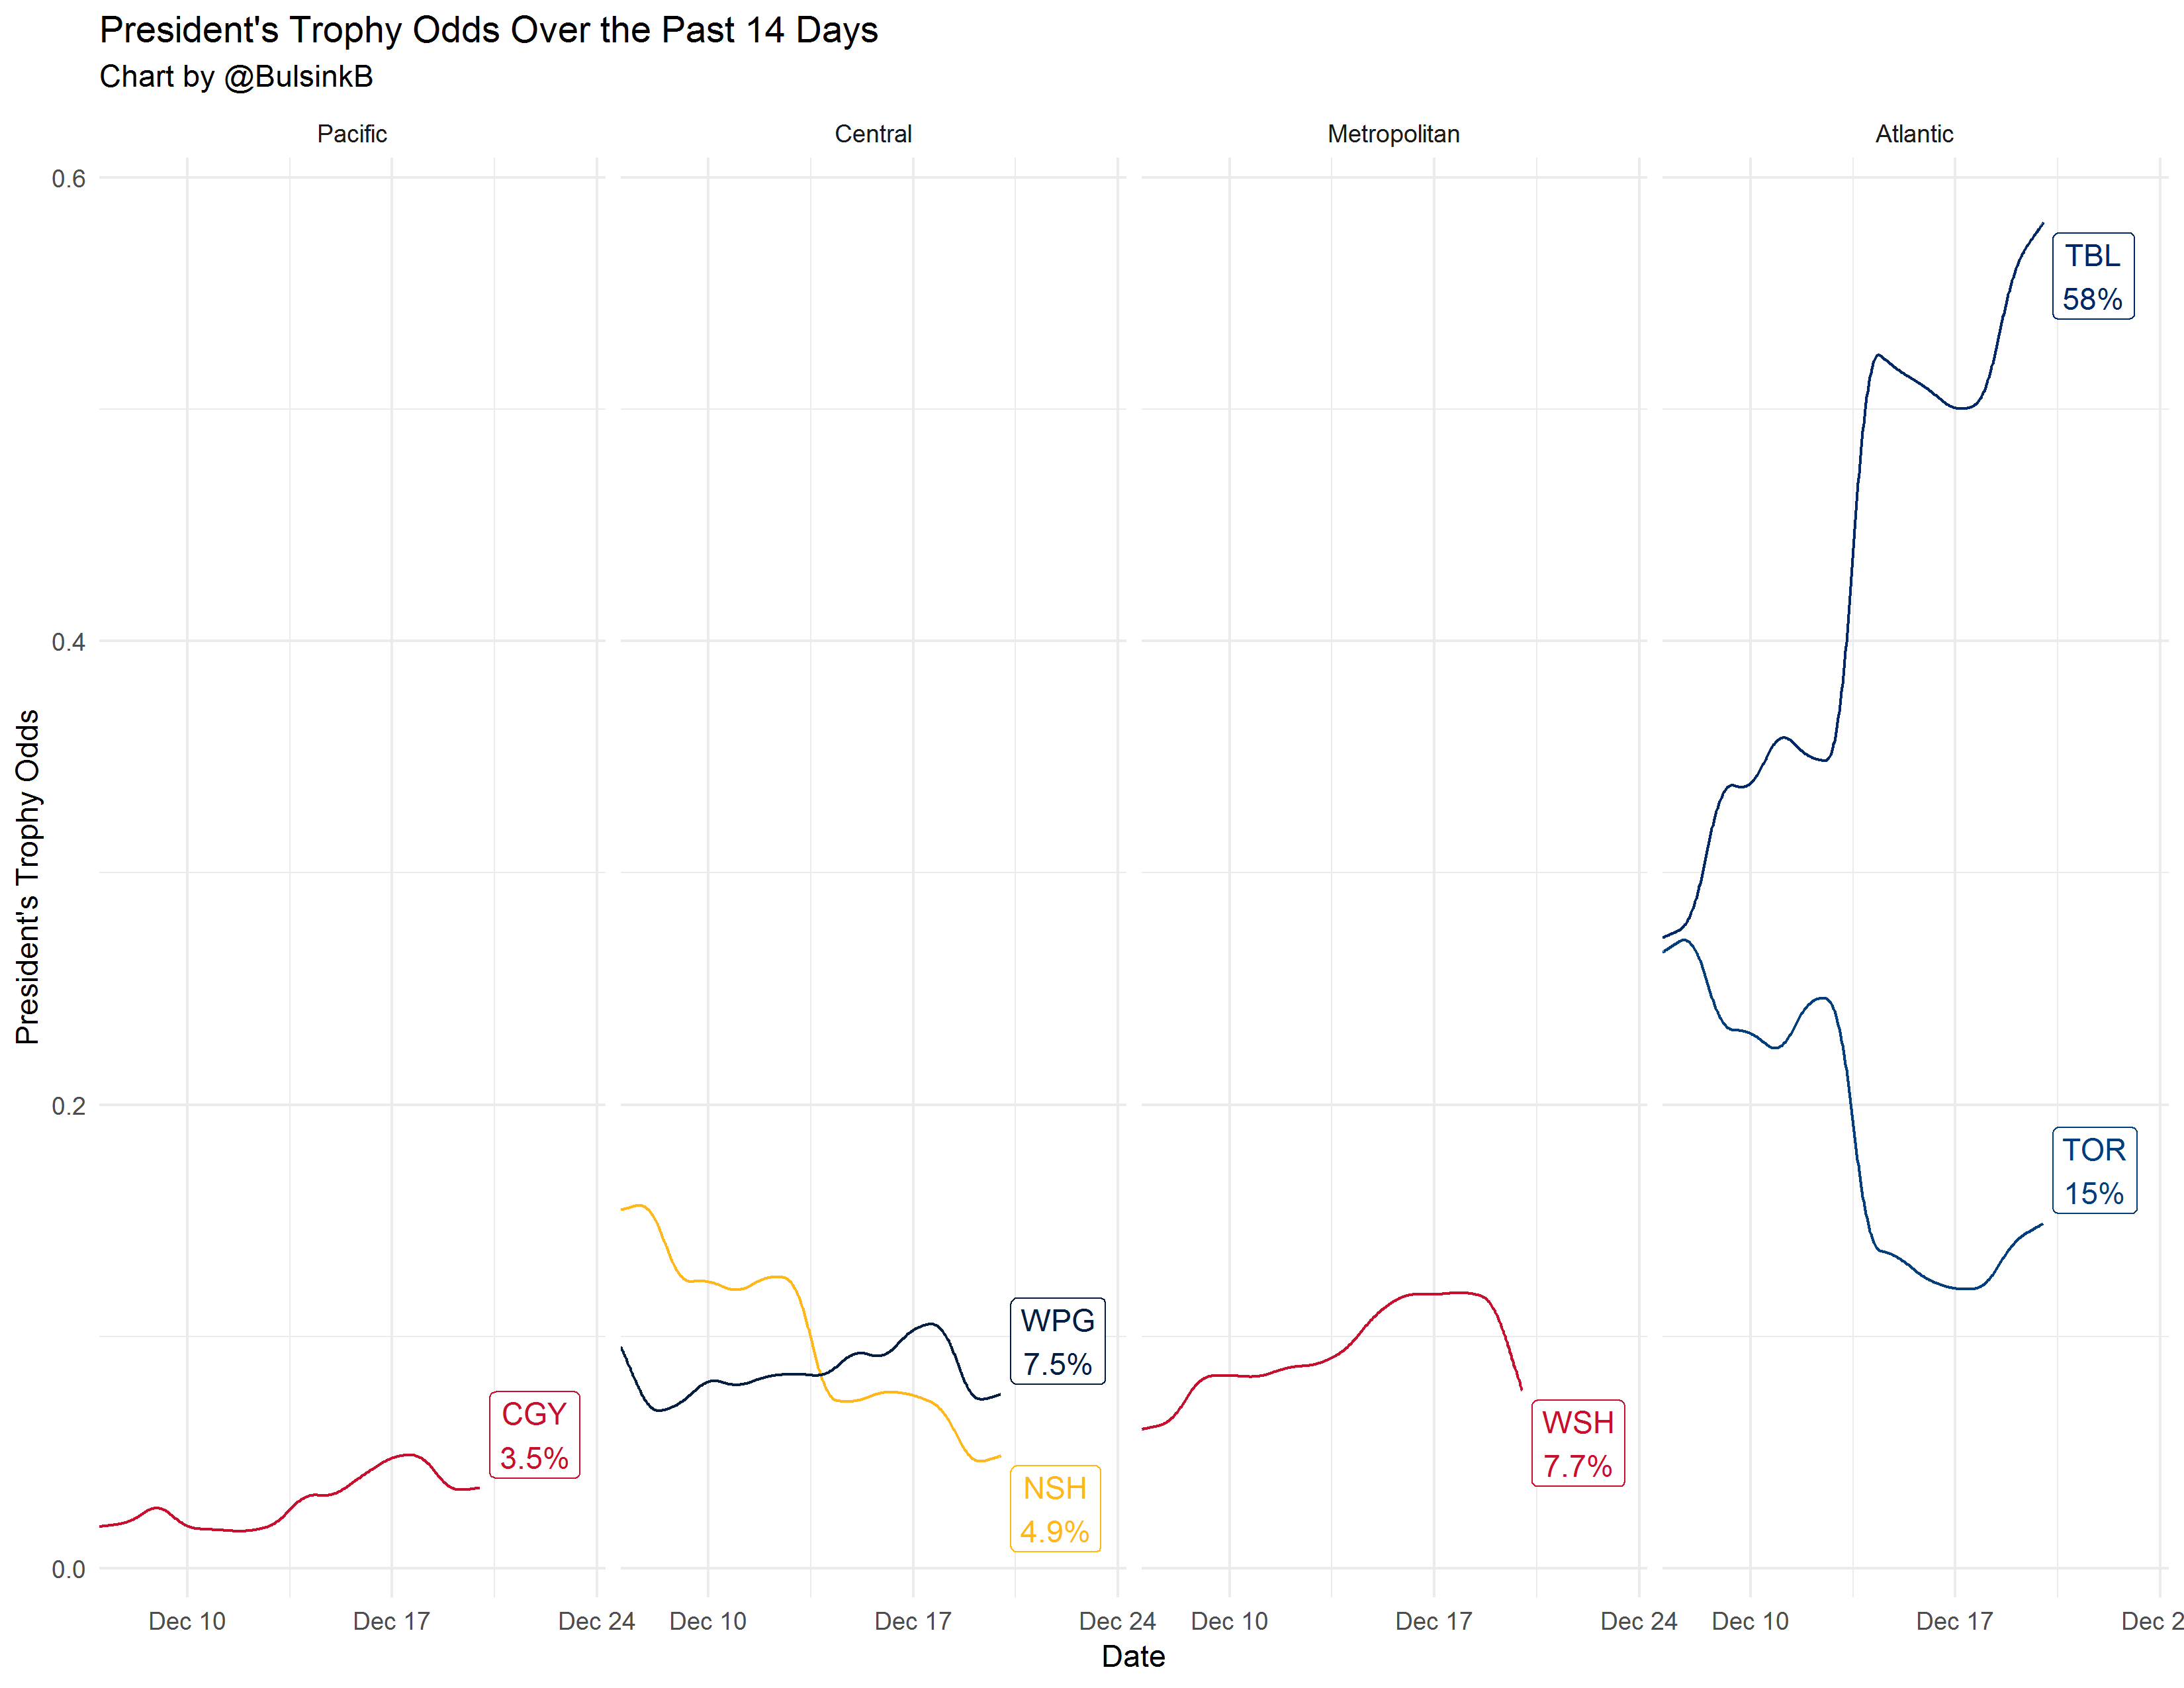 President's Trophy Odds Over the Past 14 Days
Chart by @BulsinkB
Pacific
Central
Metropolitan
Atlantic
0.6
0.4
0.2
0.0
President's Trophy Odds
TBL
58%
TOR
15%
WPG
7.5%
CGY
3.5%
WSH
7.7%
NSH
4.9%
Dec 10
Dec 17
Dec 24
Dec 10
Dec 17
Dec 24
Dec 10
Dec 17
Dec 24
Dec 10
Dec 17
Dec 2
Date